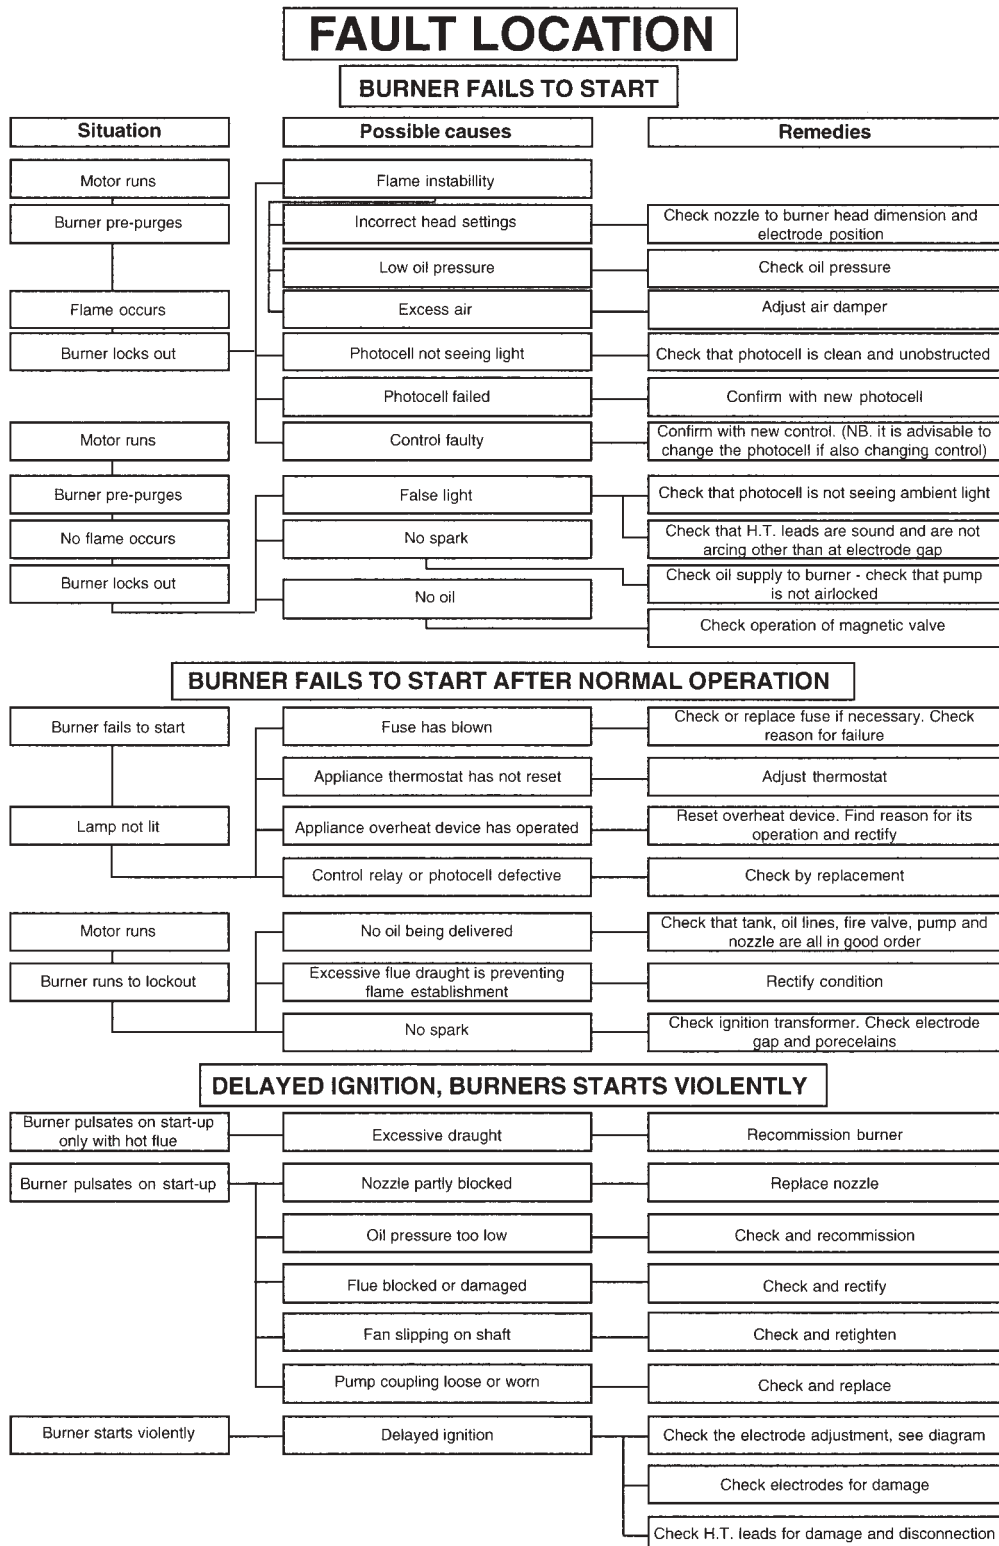 FAULT LOCATION
BURNER FAILS TO START
Situation
Possible causes
Remedies
Motor runs
Flame instabillity
Burner pre-purges
Incorrect head settings
Check nozzle to burner head dimension and
electrode position
Low oil pressure
Check oil pressure
Flame occurs
Excess air
Adjust air damper
Burner locks out
Photocell not seeing light
Check that photocell is clean and unobstructed
Photocell failed
Confirm with new photocell
Motor runs
Control faulty
Confirm with new control. (NB. it is advisable to
change the photocell if also changing control)
Burner pre-purges
False light
Check that photocell is not seeing ambient light
No flame occurs
No spark
Check that H.T. leads are sound and are not
arcing other than at electrode gap
Burner locks out
No oil
Check oil supply to burner - check that pump
is not airlocked
Check operation of magnetic valve
BURNER FAILS TO START AFTER NORMAL OPERATION
Burner fails to start
Fuse has blown
Check or replace fuse if necessary. Check
reason for failure
Appliance thermostat has not reset
Adjust thermostat
Lamp not lit
Appliance overheat device has operated
Reset overheat device. Find reason for its
operation and rectify
Control relay or photocell defective
Check by replacement
Motor runs
No oil being delivered
Check that tank, oil lines, fire valve, pump and
nozzle are all in good order
Burner runs to lockout
Excessive flue draught is preventing
flame establishment
Rectify condition
No spark
Check ignition transformer. Check electrode
gap and porecelains
DELAYED IGNITION, BURNERS STARTS VIOLENTLY
Burner pulsates on start-up
only with hot flue
Excessive draught
Recommission burner
Burner pulsates on start-up
Nozzle partly blocked
Replace nozzle
Oil pressure too low
Check and recommission
Flue blocked or damaged
Check and rectify
Fan slipping on shaft
Check and retighten
Pump coupling loose or worn
Check and replace
Burner starts violently
Delayed ignition
Check the electrode adjustment, see diagram
Check electrodes for damage
Check H.T. leads for damage and disconnection